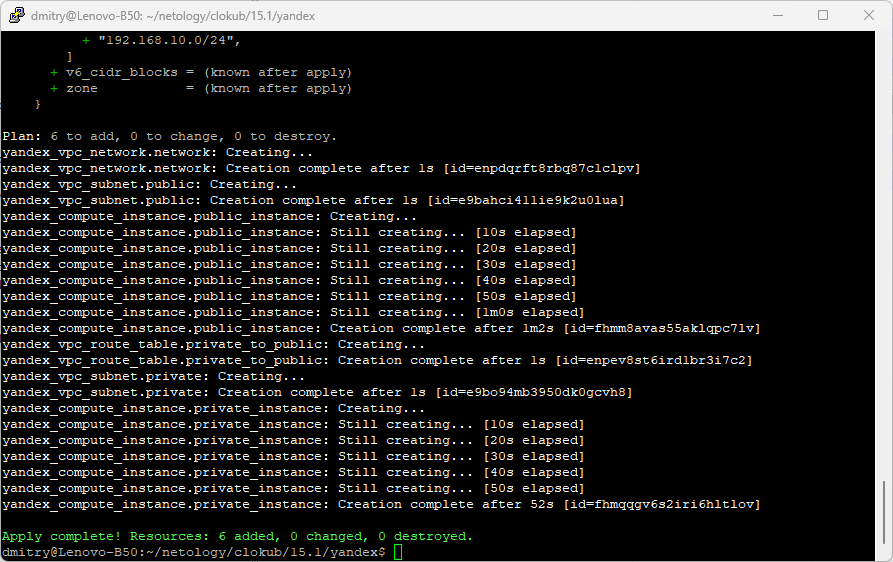 dmitry@Lenovo-B50: ~/netology/clokub/15.1/yandex
+ "192.168.10.0/24",
]
+ v6_cidr_blocks = (known after apply)
+ zone           = (known after apply)
}
Plan: 6 to add, 0 to change, 0 to destroy.
yandex_vpc_network.network: Creating...
yandex_vpc_network.network: Creation complete after 1s [id=enpdqrft8rbq87c1clpv]
yandex_vpc_subnet.public: Creating...
yandex_vpc_subnet.public: Creation complete after 1s [id=e9bahci411ie9k2u0lua]
yandex_compute_instance.public_instance: Creating...
yandex_compute_instance.public_instance: Still creating... [10s elapsed]
yandex_compute_instance.public_instance: Still creating... [20s elapsed]
yandex_compute_instance.public_instance: Still creating... [30s elapsed]
yandex_compute_instance.public_instance: Still creating... [40s elapsed]
yandex_compute_instance.public_instance: Still creating... [50s elapsed]
yandex_compute_instance.public_instance: Still creating... [1m0s elapsed]
yandex_compute_instance.public_instance: Creation complete after 1m2s [id=fhmm8avas55aklqpc7lv]
yandex_vpc_route_table.private_to_public: Creating...
yandex_vpc_route_table.private_to_public: Creation complete after 1s [id=enpev8st6irdlbr3i7c2]
yandex_vpc_subnet.private: Creating...
yandex_vpc_subnet.private: Creation complete after 1s [id=e9bo94mb3950dk0gcvh8]
yandex_compute_instance.private_instance: Creating...
yandex_compute_instance.private_instance: Still creating... [10s elapsed]
yandex_compute_instance.private_instance: Still creating... [20s elapsed]
yandex_compute_instance.private_instance: Still creating... [30s elapsed]
yandex_compute_instance.private_instance: Still creating... [40s elapsed]
yandex_compute_instance.private_instance: Still creating... [50s elapsed]
yandex_compute_instance.private_instance: Creation complete after 52s [id=fhmqqgv6s2iri6hltlov]
Apply complete! Resources: 6 added, 0 changed, 0 destroyed.
dmitry@Lenovo-B50:~/netology/clokub/15.1/yandex$